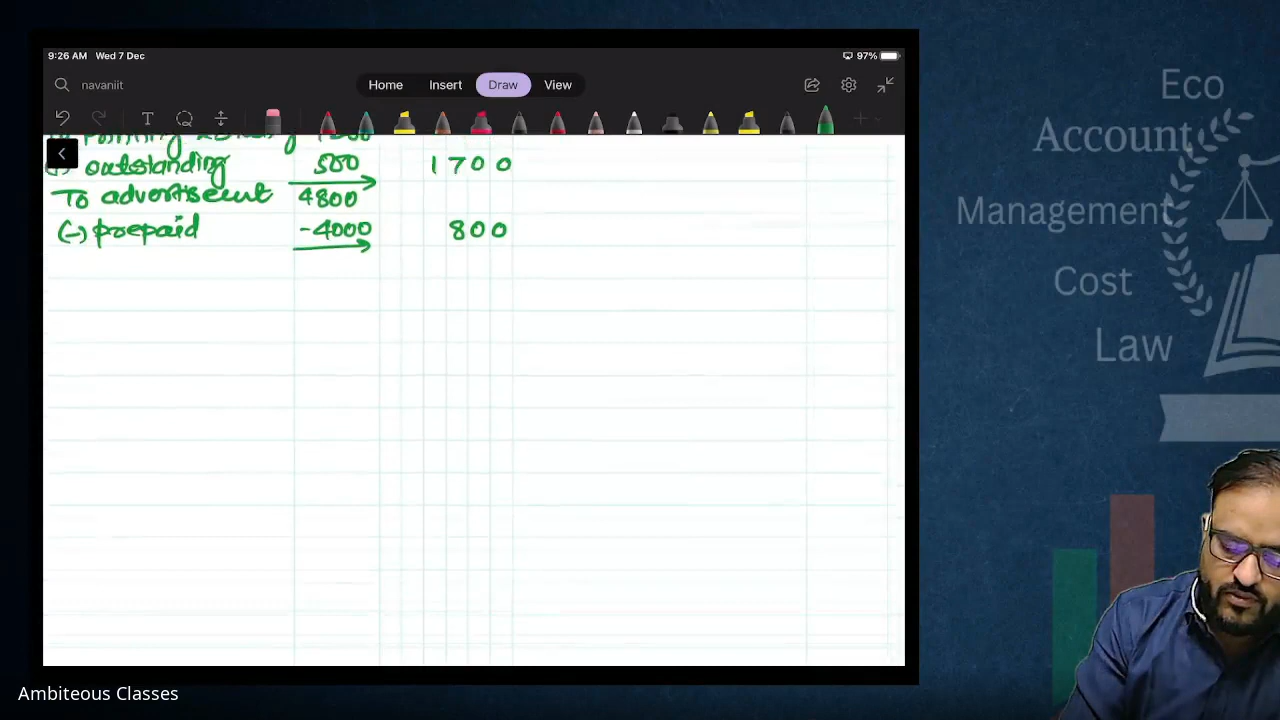 9:26 AM Wed 7 Dec
97%
navaniit
Home Insert Draw View
outstanding 500 1700
To advertisement 4800
(-) prepaid -4000 800
Eco
Account
Management
Cost
Law
Ambiteous Classes